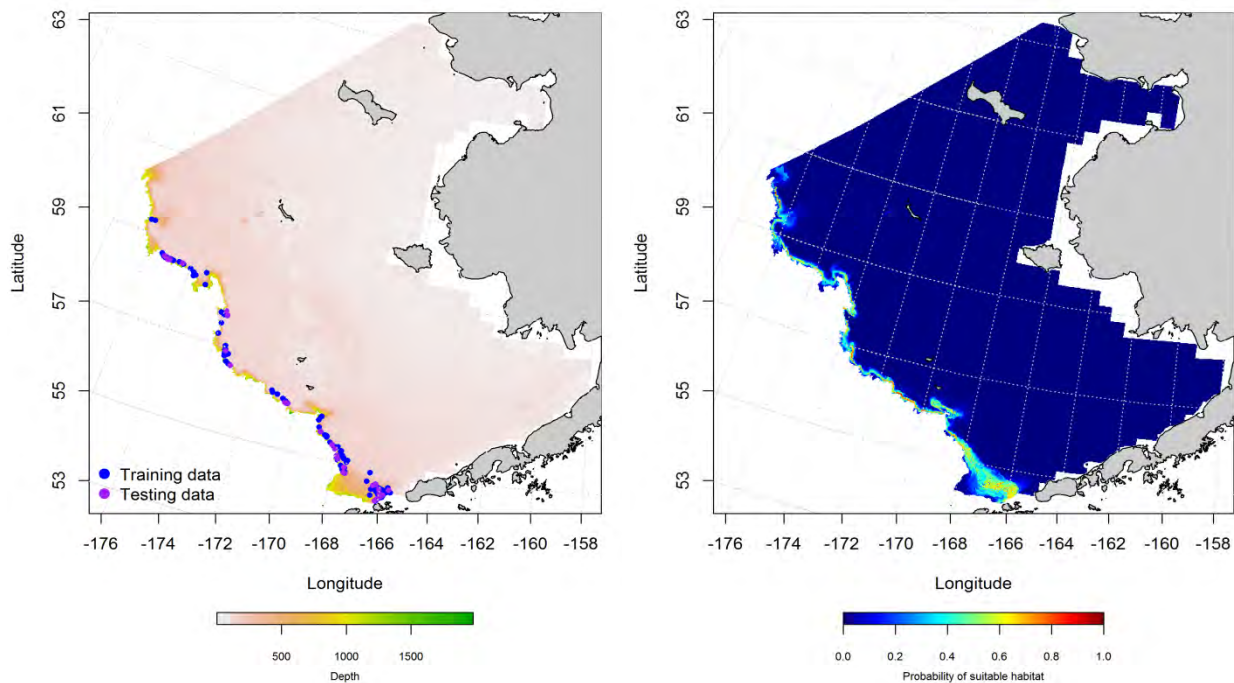 63
61
59
57
55
53
Latitude
Training data
Testing data
-176 -174 -172 -170 -168 -166 -164 -162 -160 -158
Longitude
500 1000 1500
Depth
63
61
59
57
55
53
Latitude
-176 -174 -172 -170 -168 -166 -164 -162 -160 -158
Longitude
0.0 0.2 0.4 0.6 0.8 1.0
Probability of suitable habitat